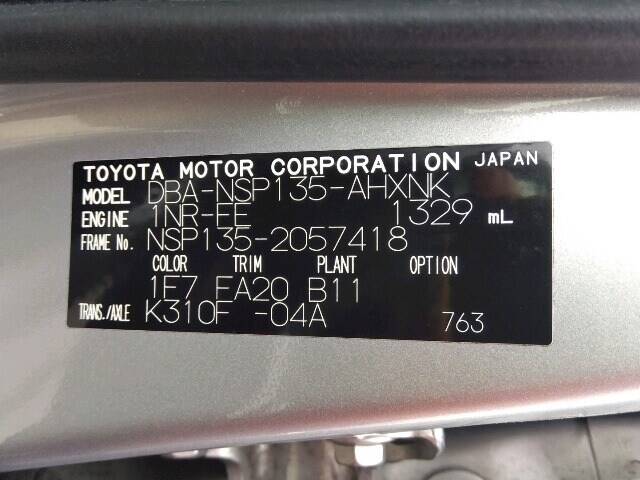 TOYOTA MOTOR CORPORATION JAPAN
MODEL DBA-NSP135-AHXNK
ENGINE 1NR-FE 1329 mL
FRAME No. NSP135-2057418
COLOR TRIM PLANT OPTION
1F7 FA20 B11
TRANS./AXLE K310F -04A 763